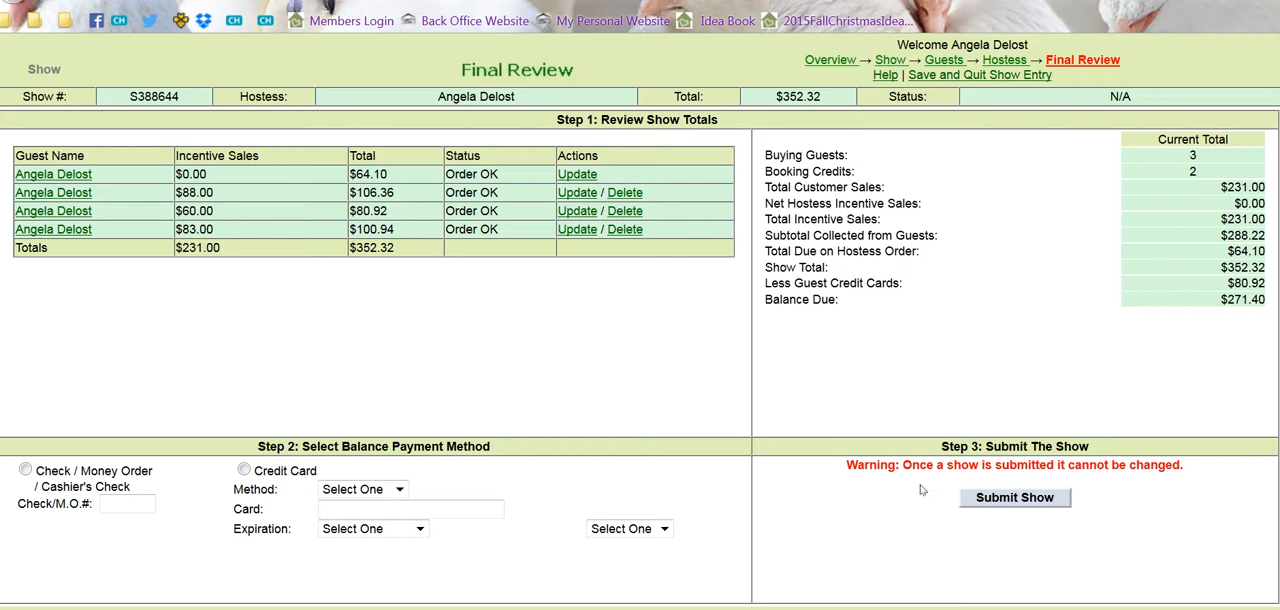 CH CH CH Members Login Back Office Website My Personal Website Idea Book 2015FallChristmasIdea...
Welcome Angela Delost
Show Final Review Overview → Show → Guests → Hostess → Final Review
Help | Save and Quit Show Entry
Show #: S388644 Hostess: Angela Delost Total: $352.32 Status: N/A
Step 1: Review Show Totals
Guest Name Incentive Sales Total Status Actions
Angela Delost $0.00 $64.10 Order OK Update
Angela Delost $88.00 $106.36 Order OK Update / Delete
Angela Delost $60.00 $80.92 Order OK Update / Delete
Angela Delost $83.00 $100.94 Order OK Update / Delete
Totals $231.00 $352.32
Current Total
Buying Guests: 3
Booking Credits: 2
Total Customer Sales: $231.00
Net Hostess Incentive Sales: $0.00
Total Incentive Sales: $231.00
Subtotal Collected from Guests: $288.22
Total Due on Hostess Order: $64.10
Show Total: $352.32
Less Guest Credit Cards: $80.92
Balance Due: $271.40
Step 2: Select Balance Payment Method
Check / Money Order
/ Cashier's Check
Check/M.O.#:
Credit Card
Method: Select One
Card:
Expiration: Select One Select One
Step 3: Submit The Show
Warning: Once a show is submitted it cannot be changed.
Submit Show